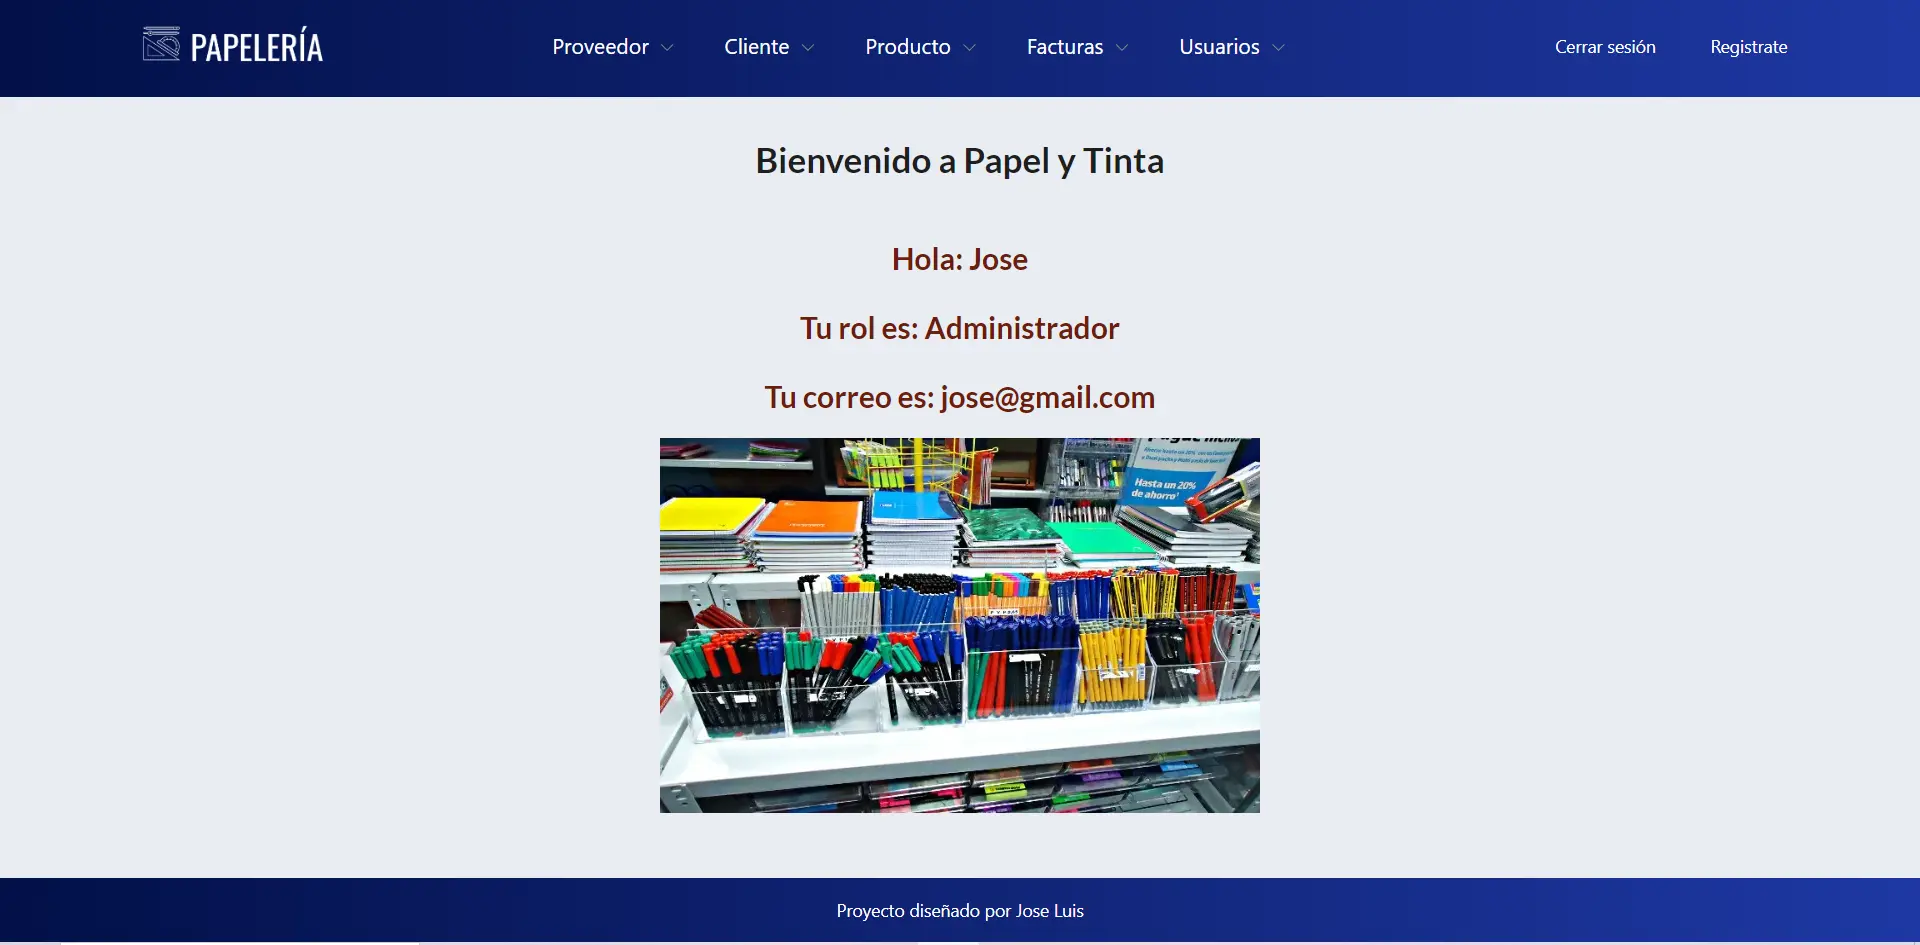 PAPELERÍA
Proveedor
Cliente
Producto
Facturas
Usuarios
Cerrar sesión
Registrate
Bienvenido a Papel y Tinta
Hola: Jose
Tu rol es: Administrador
Tu correo es: jose@gmail.com
Hasta un 20%
de ahorro¹
Proyecto diseñado por Jose Luis